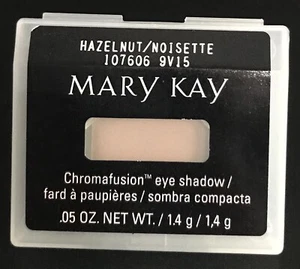 HAZELNUT/NOISETTE
107606 9V15
MARY KAY
Chromafusion™ eye shadow /
fard à paupières / sombra compacta
.05 OZ. NET WT. / 1.4 g / 1,4 g